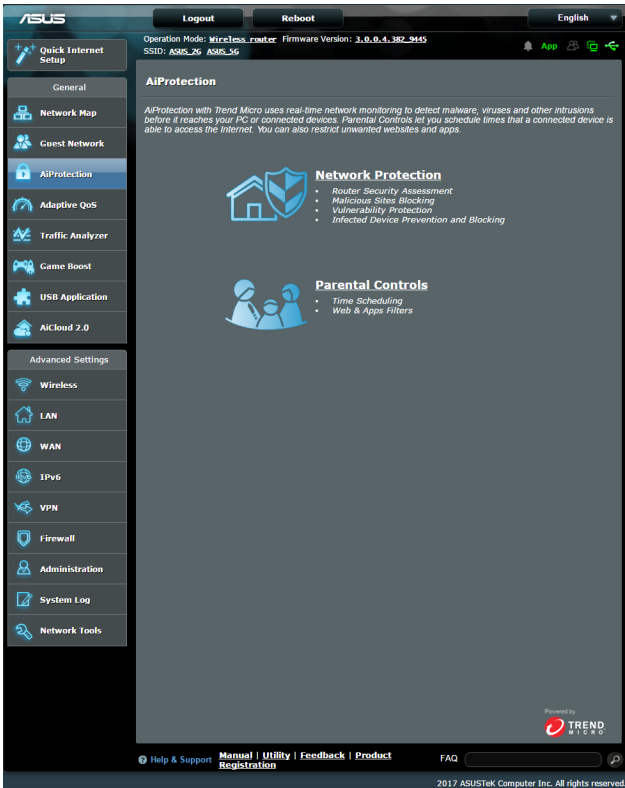 ASUS
Logout
Reboot
English
Quick Internet
Setup
Operation Mode: Wireless router Firmware Version: 3.0.0.4.382_9445
SSID: ASUS_2G ASUS_5G
App
General
Network Map
Guest Network
AiProtection
Adaptive QoS
Traffic Analyzer
Game Boost
USB Application
AiCloud 2.0
Advanced Settings
Wireless
LAN
WAN
IPv6
VPN
Firewall
Administration
System Log
Network Tools
AiProtection
AiProtection with Trend Micro uses real-time network monitoring to detect malware, viruses and other intrusions
before it reaches your PC or connected devices. Parental Controls let you schedule times that a connected device is
able to access the Internet. You can also restrict unwanted websites and apps.
Network Protection
• Router Security Assessment
• Malicious Sites Blocking
• Vulnerability Protection
• Infected Device Prevention and Blocking
Parental Controls
• Time Scheduling
• Web & Apps Filters
Powered by
TREND
MICRO
Help & Support
Manual | Utility | Feedback | Product
Registration
FAQ
2017 ASUSTeK Computer Inc. All rights reserved.